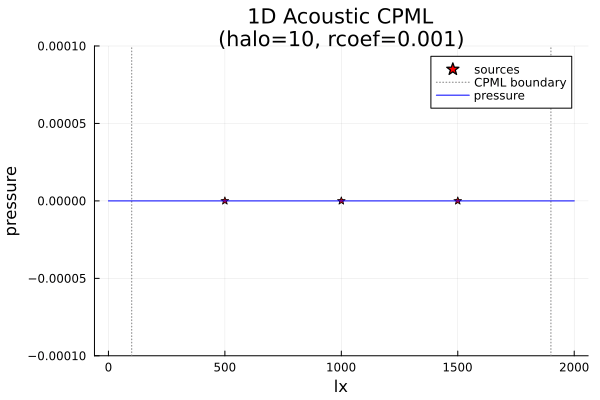 1D Acoustic CPML
(halo=10, rcoef=0.001)
sources
CPML boundary
pressure
0.00010
0.00005
0.00000
−0.00005
−0.00010
pressure
0
500
1000
1500
2000
lx